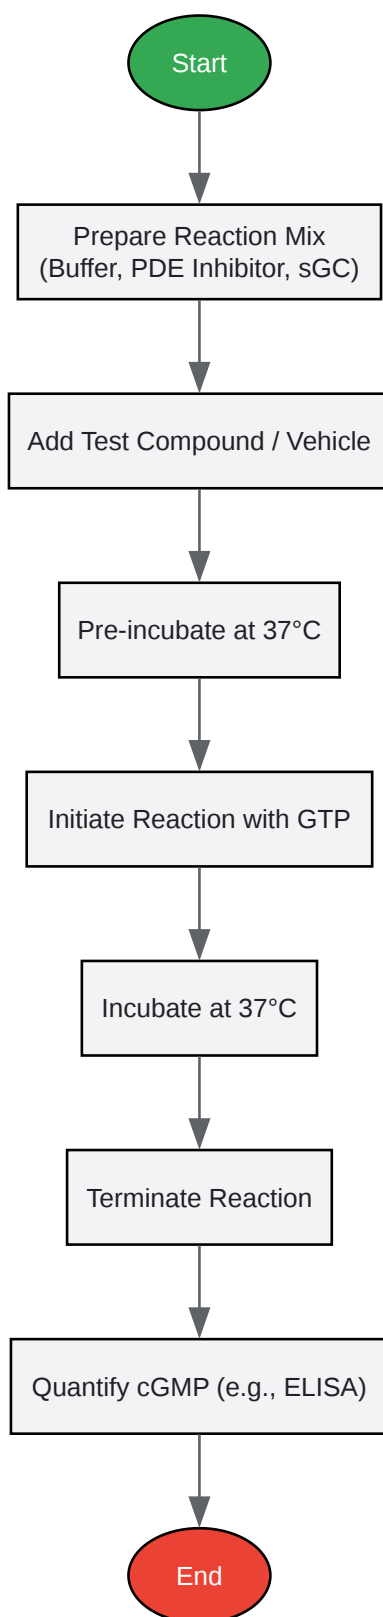 Start
Prepare Reaction Mix
(Buffer, PDE Inhibitor, sGC)
Add Test Compound / Vehicle
Pre-incubate at 37°C
Initiate Reaction with GTP
Incubate at 37°C
Terminate Reaction
Quantify cGMP (e.g., ELISA)
End